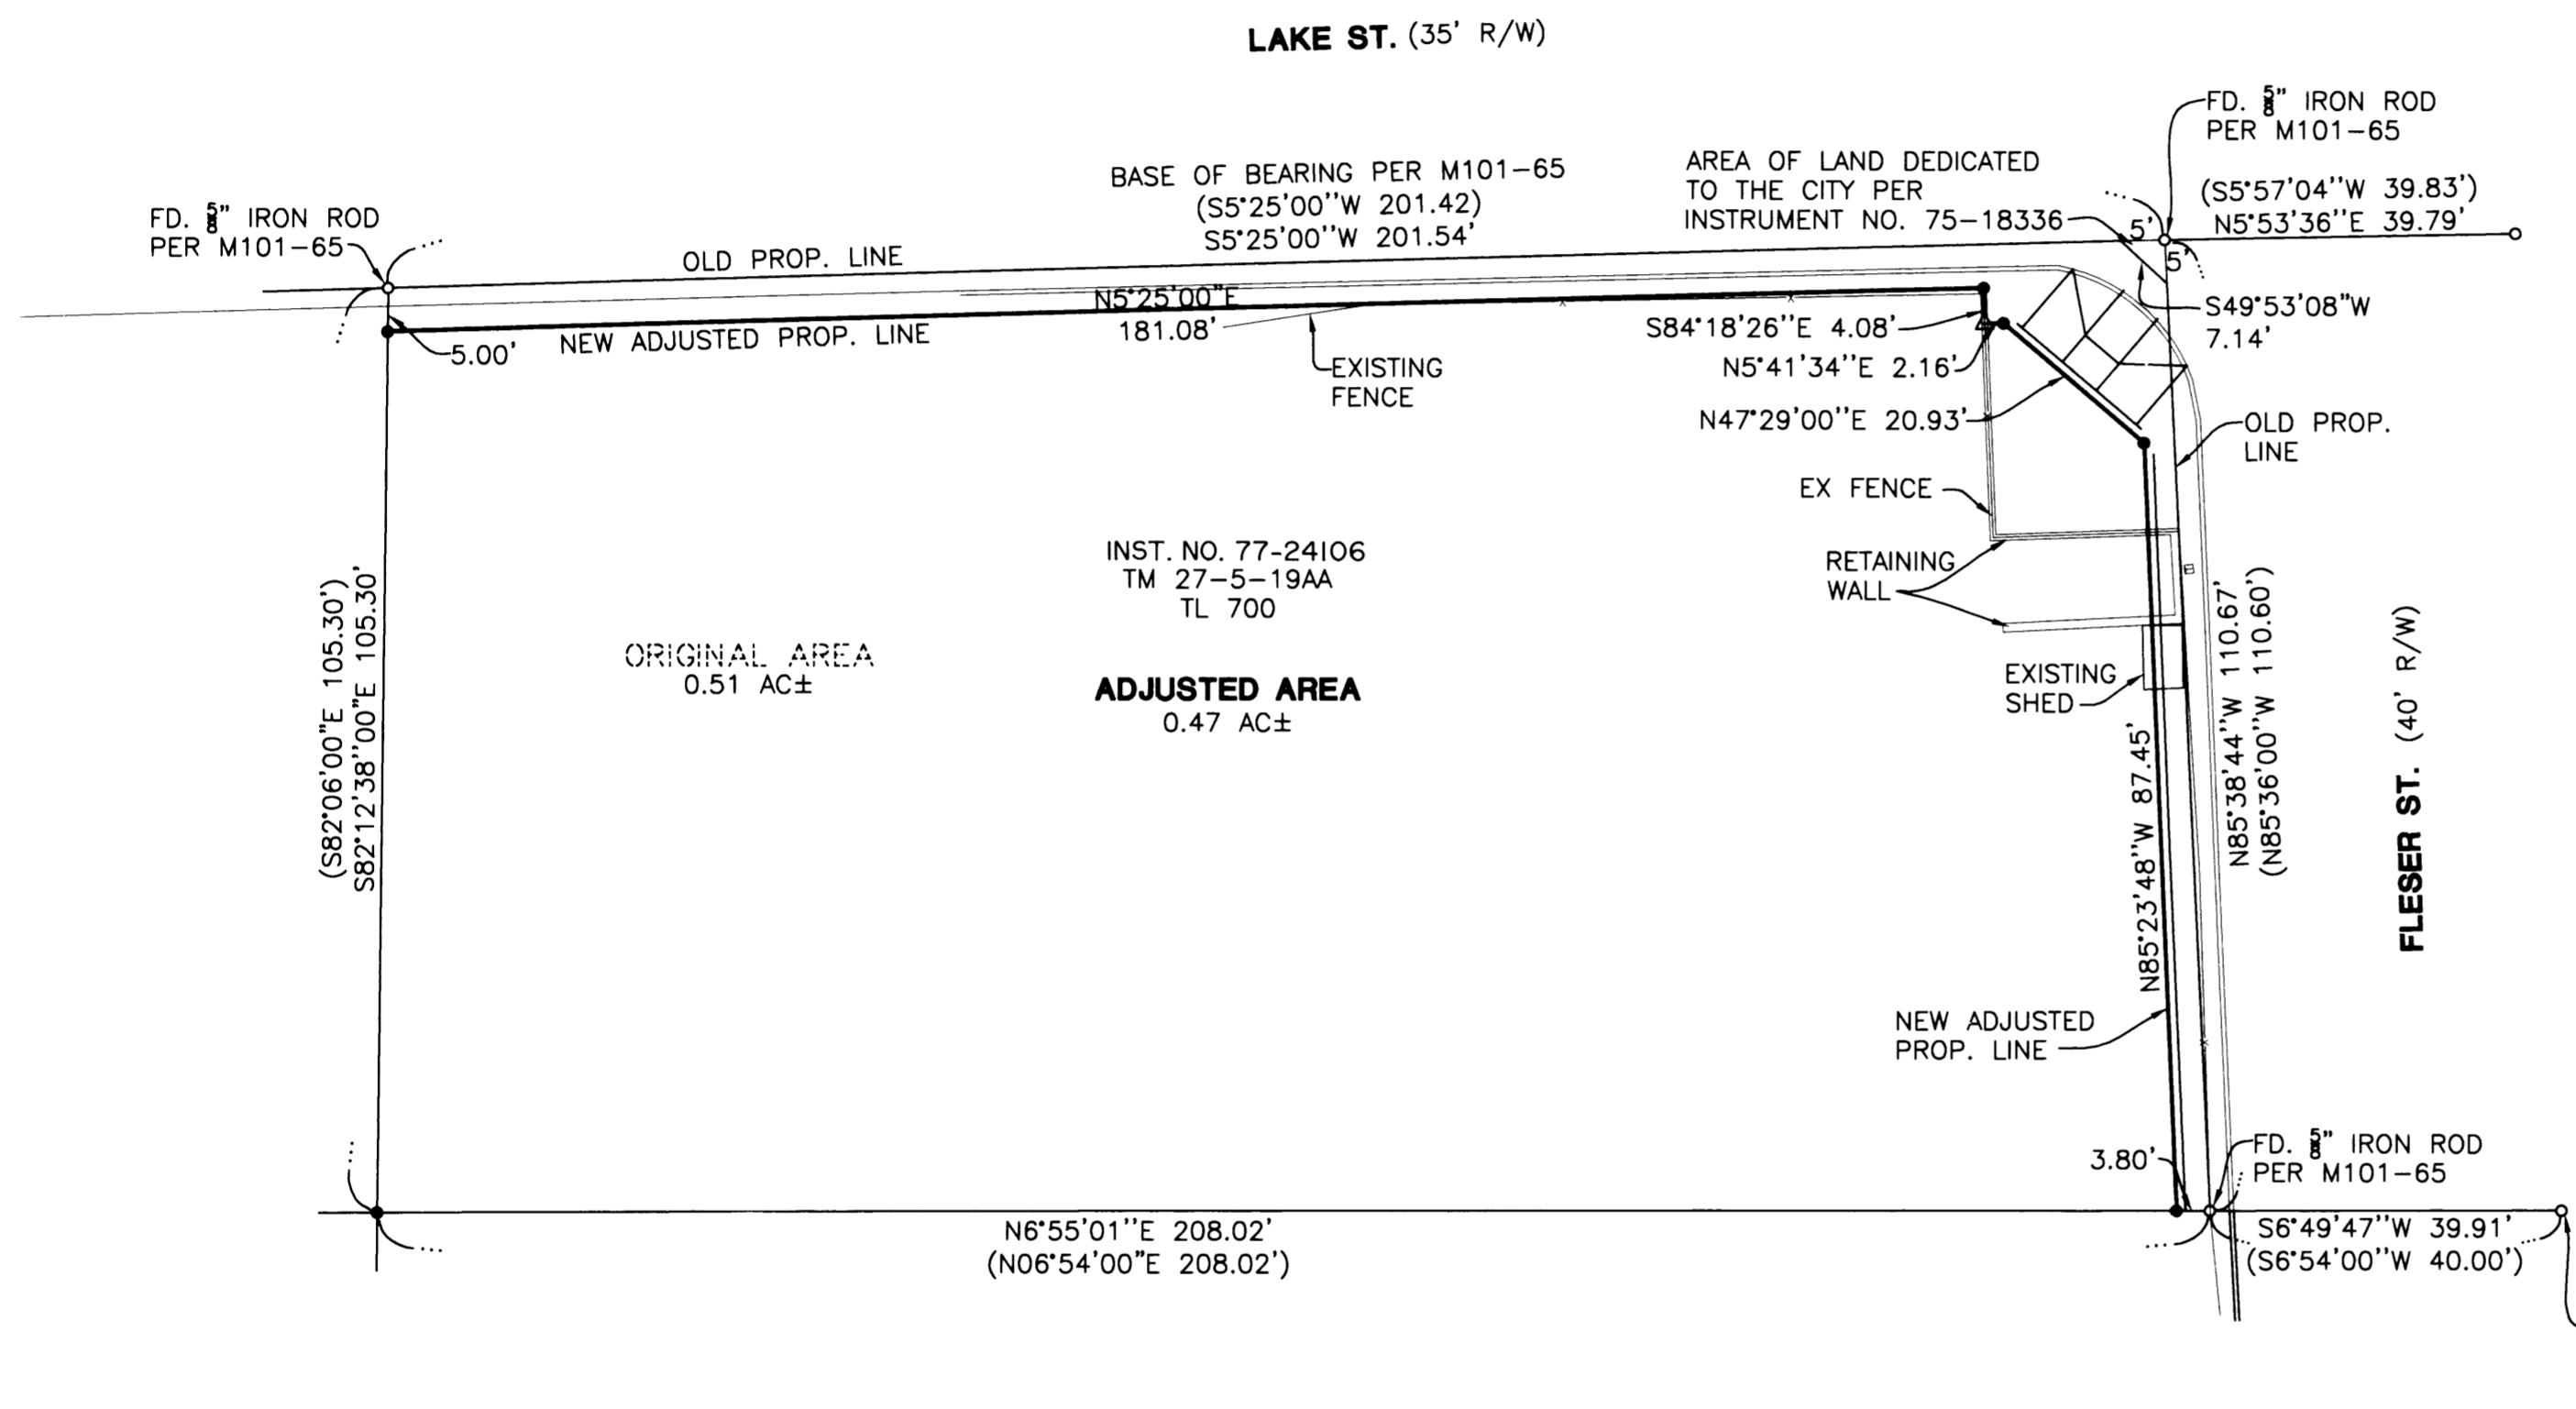 LAKE ST. (35' R/W)
FD. 5/8" IRON ROD
PER M101-65
BASE OF BEARING PER M101-65
(S5°25'00''W 201.42)
S5°25'00''W 201.54'
AREA OF LAND DEDICATED
TO THE CITY PER
INSTRUMENT NO. 75-18336
(S5°57'04''W 39.83')
N5°53'36''E 39.79'
5'
5'
FD. 5/8" IRON ROD
PER M101-65
OLD PROP. LINE
N5°25'00"E
181.08'
NEW ADJUSTED PROP. LINE
5.00'
EXISTING
FENCE
S84°18'26''E 4.08'
N5°41'34''E 2.16'
N47°29'00''E 20.93'
S49°53'08"W
7.14'
OLD PROP.
LINE
EX FENCE
RETAINING
WALL
INST. NO. 77-24106
TM 27-5-19AA
TL 700
ORIGINAL AREA
0.51 AC±
ADJUSTED AREA
0.47 AC±
EXISTING
SHED
(S82°06'00"E 105.30')
S82°12'38''00"E 105.30'
N85°23'48''W 87.45'
N85°38'44''W 110.67'
(N85°36'00''W 110.60')
FLESER ST. (40' R/W)
NEW ADJUSTED
PROP. LINE
3.80'
FD. 5/8" IRON ROD
PER M101-65
N6°55'01''E 208.02'
(N06°54'00"E 208.02')
S6°49'47''W 39.91'
(S6°54'00''W 40.00')